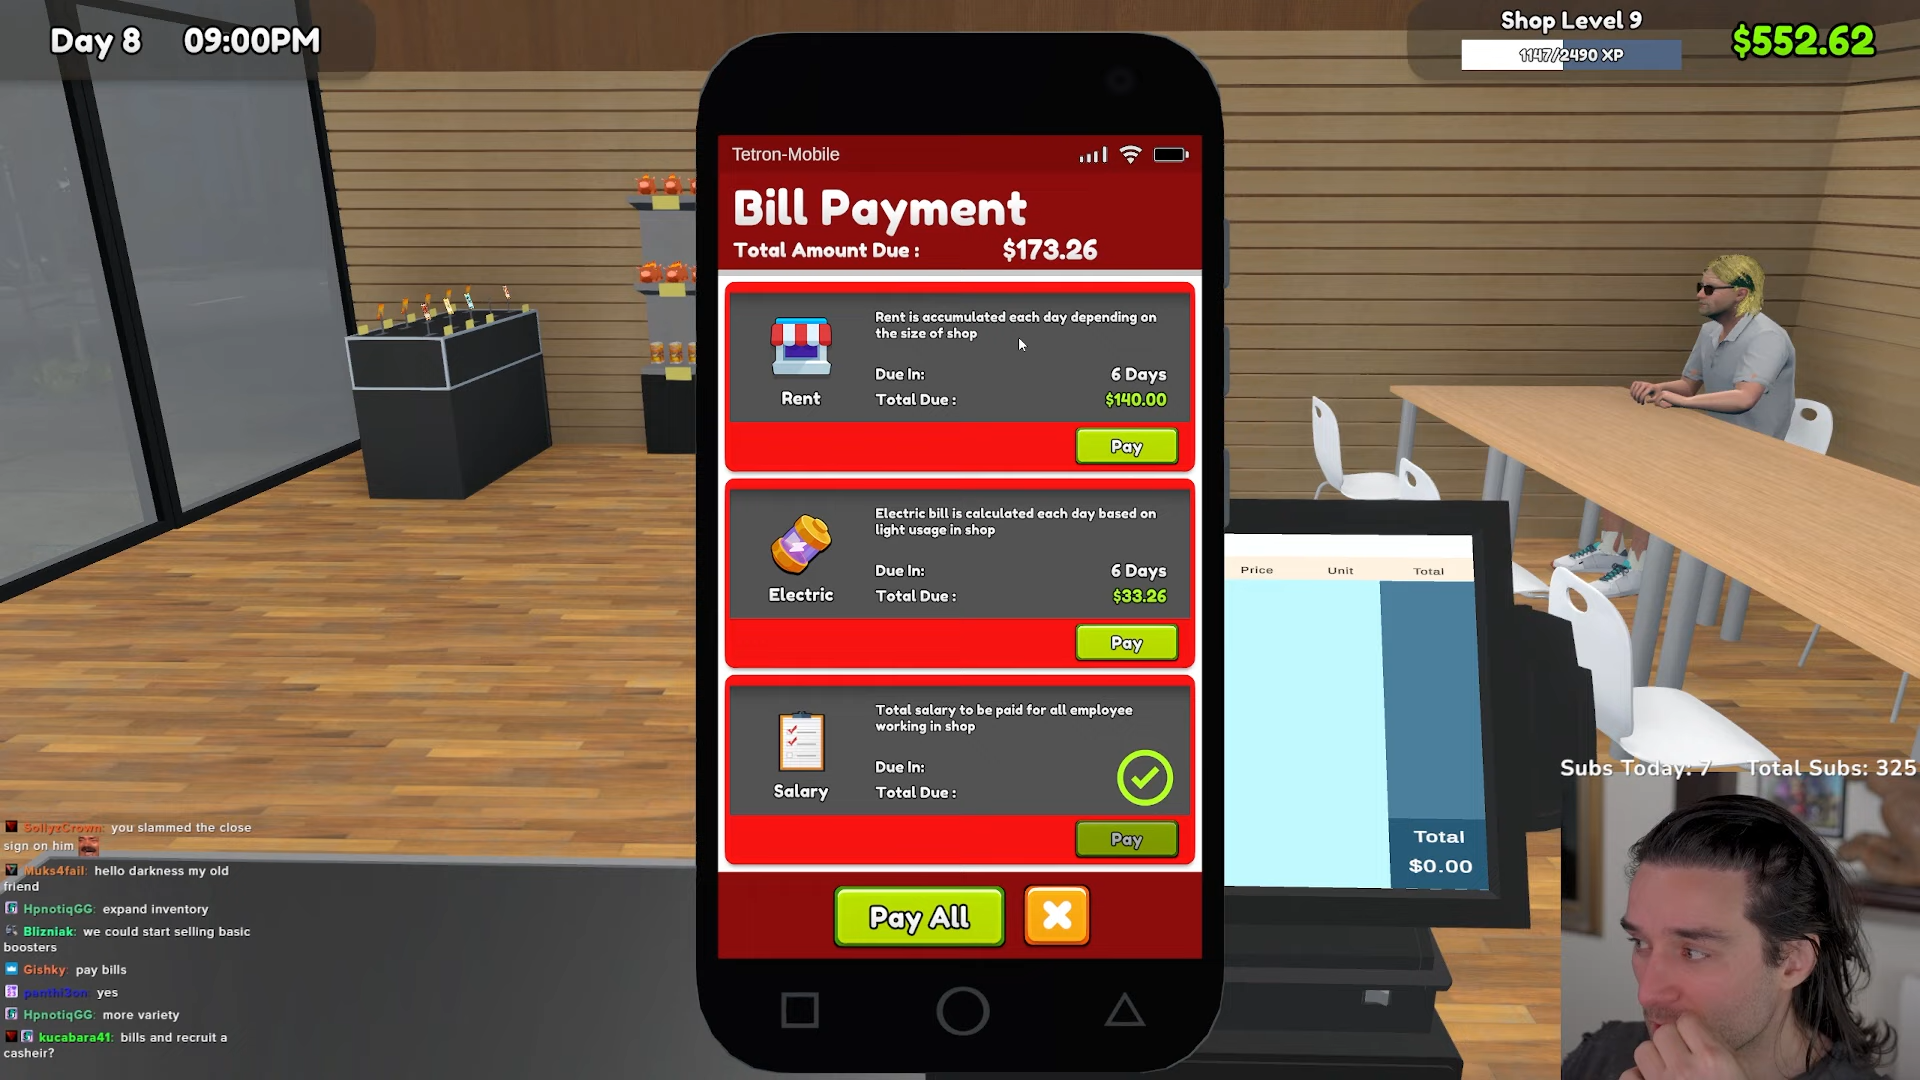 Day 8 09:00PM
Shop Level 9
1147/2490 XP
$552.62
Tetron-Mobile
Bill Payment
Total Amount Due : $173.26
Rent is accumulated each day depending on
the size of shop
Due In: 6 Days
Total Due : $140.00
Rent
Pay
Electric bill is calculated each day based on
light usage in shop
Due In: 6 Days
Total Due : $33.26
Electric
Pay
Total salary to be paid for all employee
working in shop
Due In:
Total Due :
Salary
Pay
Pay All
Price Unit Total
Total
$0.00
Subs Today: 7 Total Subs: 325
SollyzCrown: you slammed the close
sign on him
Muks4fail: hello darkness my old
friend
HpnotiqGG: expand inventory
Blizniak: we could start selling basic
boosters
Gishky: pay bills
panthi3on: yes
HpnotiqGG: more variety
kucabara41: bills and recruit a
casheir?